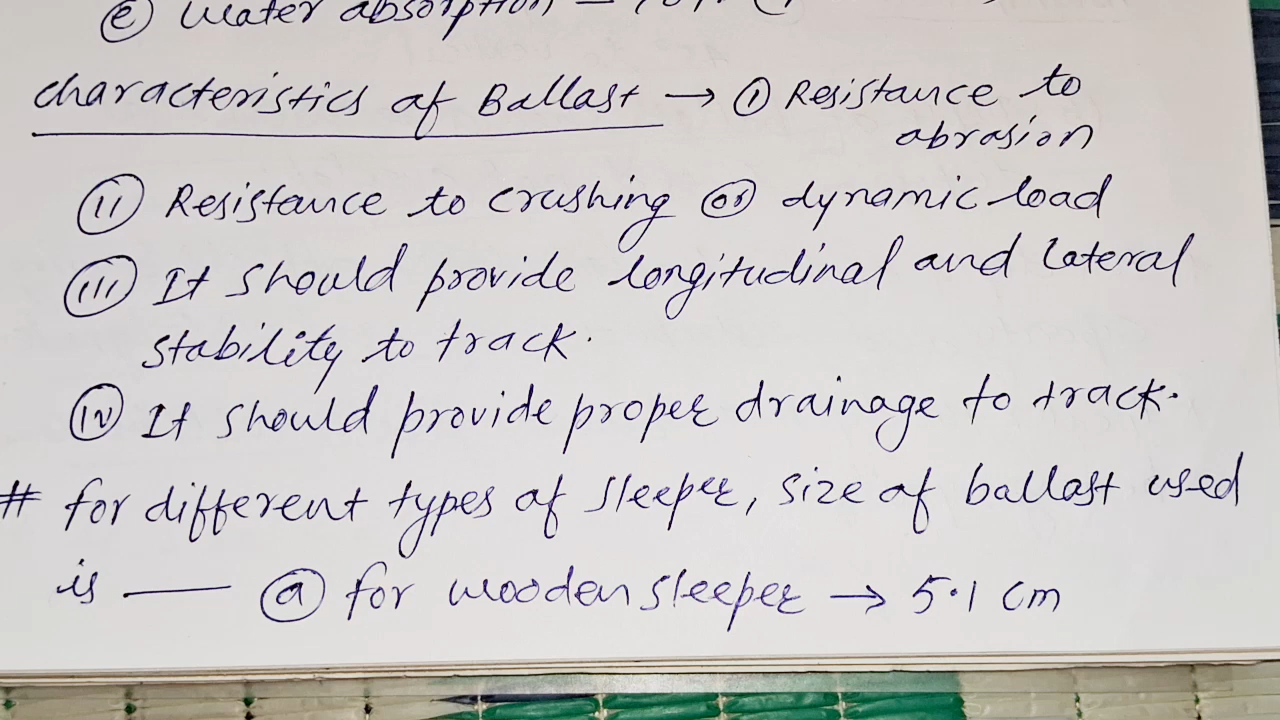 (e) Water absorption —
characteristics of Ballast → (i) Resistance to
abrasion
(ii) Resistance to crushing (or) dynamic load
(iii) It should provide longitudinal and lateral
stability to track.
(iv) It should provide proper drainage to track.
# for different types of sleeper, size of ballast used
is — (a) for wooden sleeper → 5.1 cm